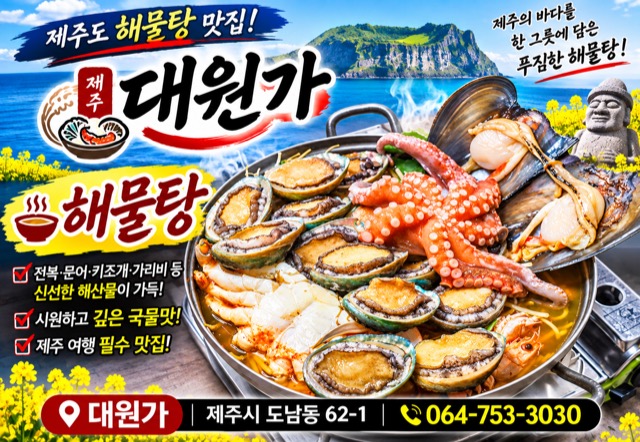 제주도 해물탕 맛집!
제주의 바다를
한 그릇에 담은
푸짐한 해물탕!
제주
대원가
해물탕
전복·문어·키조개·가리비 등
신선한 해산물이 가득!
시원하고 깊은 국물맛!
제주 여행 필수 맛집!
대원가 | 제주시 도남동 62-1 | 064-753-3030